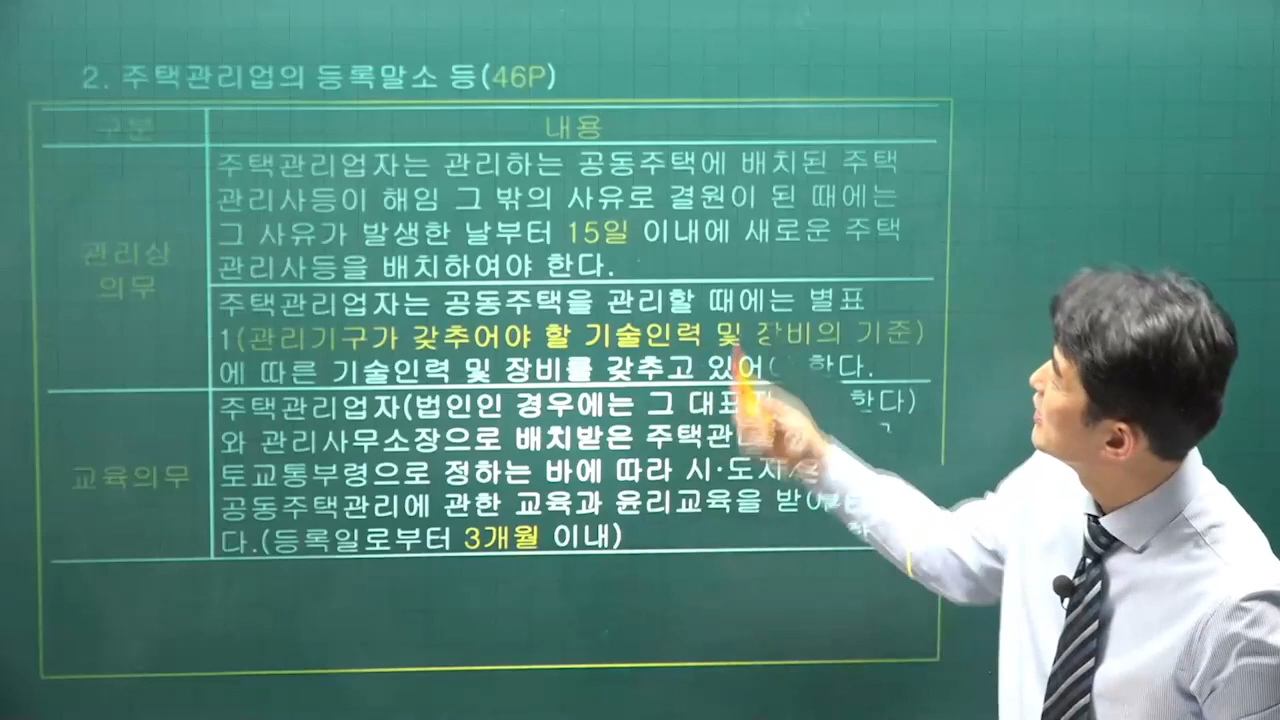 2. 주택관리업의 등록말소 등(46P)
구분 내용
주택관리업자는 관리하는 공동주택에 배치된 주택
관리사등이 해임 그 밖의 사유로 결원이 된 때에는
관리상
의무
그 사유가 발생한 날부터 15일 이내에 새로운 주택
관리사등을 배치하여야 한다.
주택관리업자는 공동주택을 관리할 때에는 별표
1(관리기구가 갖추어야 할 기술인력 및 장비의 기준)
에 따른 기술인력 및 장비를 갖추고 한다.
교육의무
주택관리업자(법인인 경우에는 그 한다)
와 관리사무소장으로 배치받은
토교통부령으로 정하는 바에 따라
공동주택관리에 관한 교육과 윤리교육을
다.(등록일로부터 3개월 이내)